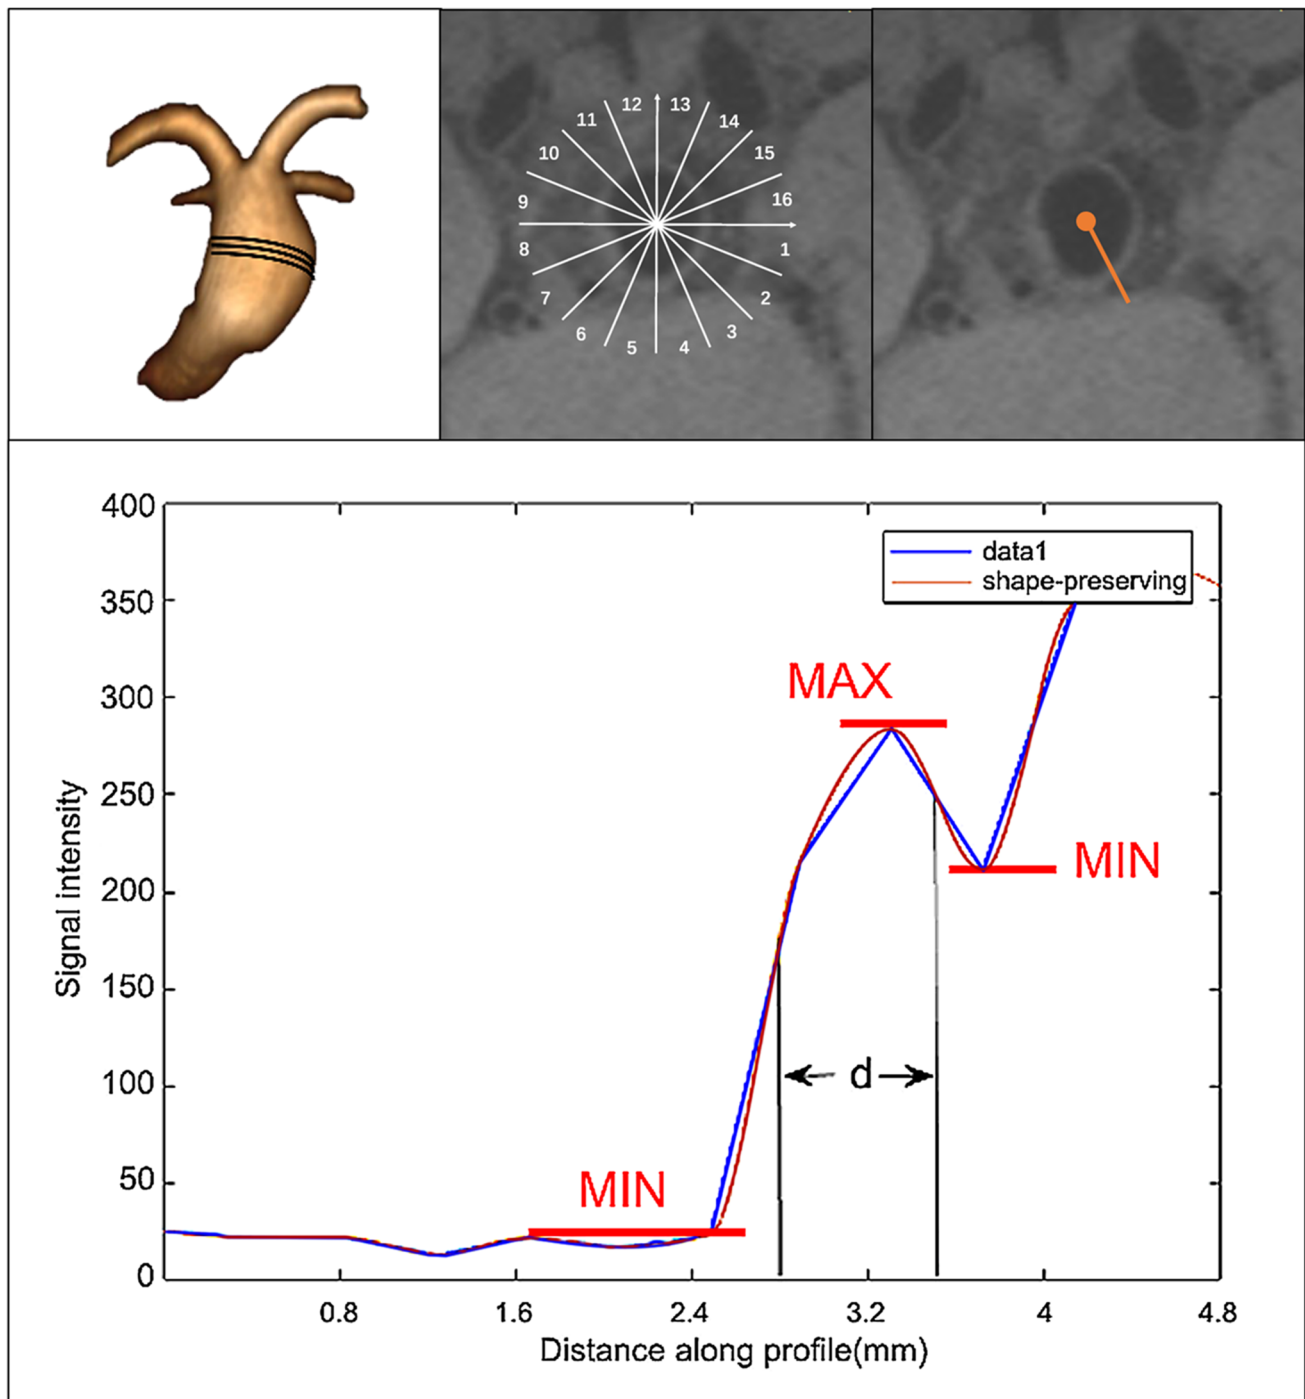 12 13
11 14
10 15
9 16
8 1
7 2
6 3
5 4
400
350
300
250
200
150
100
50
0
data1
shape-preserving
MAX
MIN
d
MIN
Signal intensity
0.8 1.6 2.4 3.2 4 4.8
Distance along profile(mm)